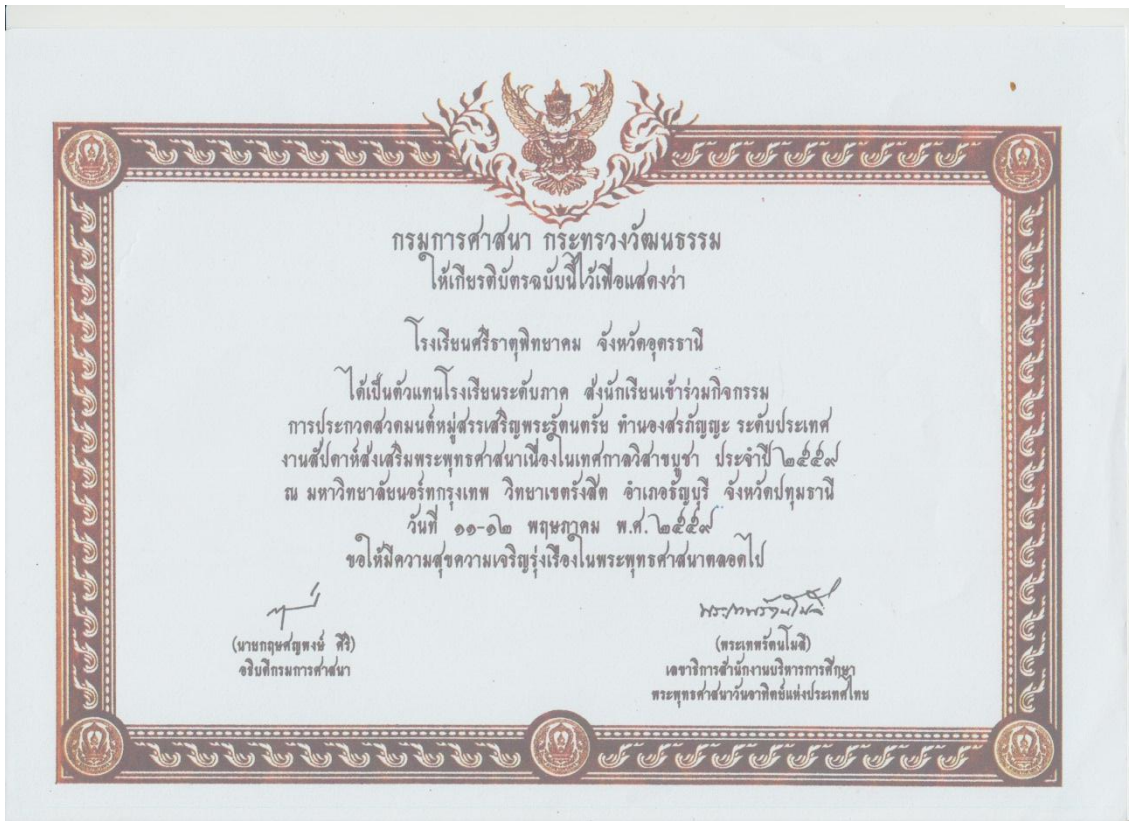 กรมการศาสนา กระทรวงวัฒนธรรม
ให้เกียรติบัตรฉบับนี้ไว้เพื่อแสดงว่า
โรงเรียนศรีธาตุพิทยาคม จังหวัดอุดรธานี
ได้เป็นตัวแทนโรงเรียนระดับภาค ส่งนักเรียนเข้าร่วมกิจกรรม
การประกวดสวดมนต์หมู่สรรเสริญพระรัตนตรัย ทำนองสรภัญญะ ระดับประเทศ
งานสัปดาห์ส่งเสริมพระพุทธศาสนาเนื่องในเทศกาลวิสาขบูชา ประจำปี ๒๕๕๙
ณ มหาวิทยาลัยนอร์ทกรุงเทพ วิทยาเขตรังสิต อำเภอธัญบุรี จังหวัดปทุมธานี
วันที่ ๑๑-๑๒ พฤษภาคม พ.ศ. ๒๕๕๙
ขอให้มีความสุขความเจริญรุ่งเรืองในพระพุทธศาสนาตลอดไป
พระเทพรัตนโมลี
(นายกฤษศญพงษ์ ศิริ)
อธิบดีกรมการศาสนา
(พระเทพรัตนโมลี)
เลขาธิการสำนักงานบริหารการศึกษา
พระพุทธศาสนาวันอาทิตย์แห่งประเทศไทย